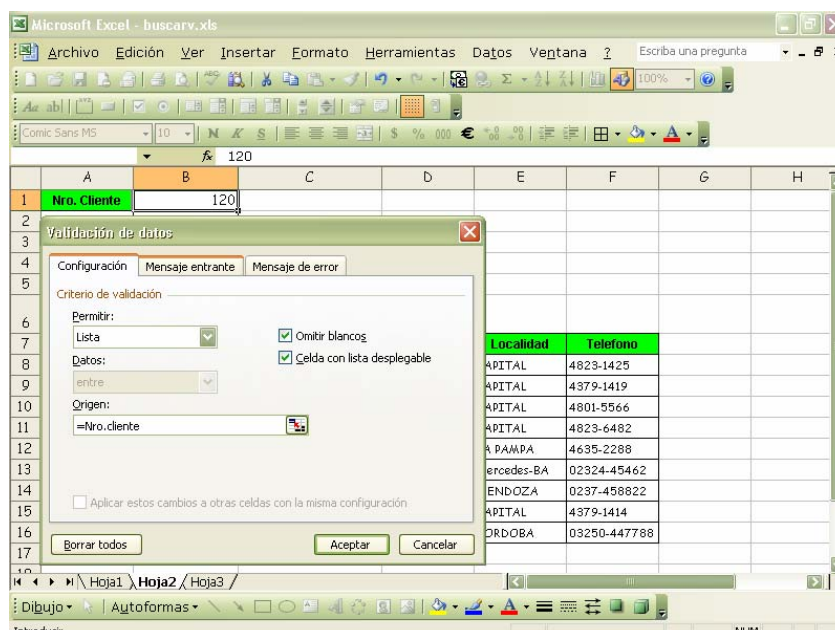 Microsoft Excel - buscarv.xls
Archivo Edición Ver Insertar Formato Herramientas Datos Ventana ? Escriba una pregunta
100%
Comic Sans MS 10 N K S $ % 000 €
fx 120
A B C D E F G H
1 Nro. Cliente 120
2
Validación de datos
3
4 Configuración Mensaje entrante Mensaje de error
5
Criterio de validación
6 Permitir:
7 Lista Omitir blancos Localidad Telefono
8 Datos: Celda con lista desplegable APITAL 4823-1425
9 entre APITAL 4379-1419
10 Origen: APITAL 4801-5566
11 =Nro.cliente APITAL 4823-6482
12 A PAMPA 4635-2288
13 ercedes-BA 02324-45462
14 ENDOZA 0237-458822
Aplicar estos cambios a otras celdas con la misma configuración
15 APITAL 4379-1414
16 ORDOBA 03250-447788
Borrar todos Aceptar Cancelar
17
Hoja1 Hoja2 Hoja3
Dibujo Autoformas